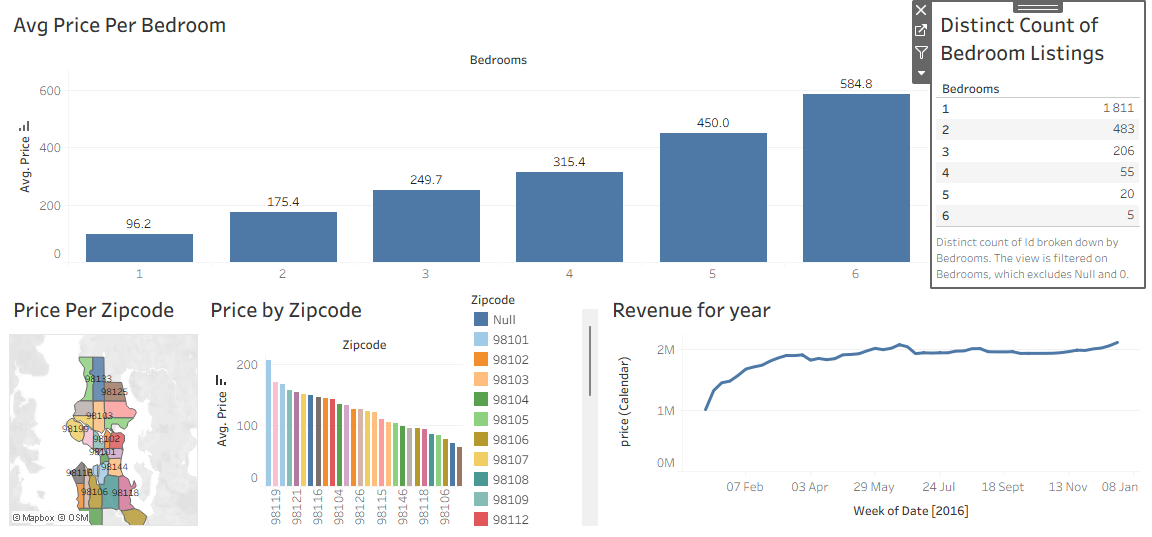 Avg Price Per Bedroom
Bedrooms
Avg. Price
600
400
200
0
96.2
175.4
249.7
315.4
450.0
584.8
1
2
3
4
5
6
Distinct Count of
Bedroom Listings
Bedrooms
1 1 811
2 483
3 206
4 55
5 20
6 5
Distinct count of Id broken down by
Bedrooms. The view is filtered on
Bedrooms, which excludes Null and 0.
Price Per Zipcode
98133
98125
98103
98199
98102
98101
98144
98106
98118
© Mapbox © OSM
Price by Zipcode
Zipcode
Avg. Price
200
100
0
98119
98121
98116
98104
98126
98115
98146
98118
98106
Zipcode
Null
98101
98102
98103
98104
98105
98106
98107
98108
98109
98112
Revenue for year
price (Calendar)
2M
1M
0M
07 Feb
03 Apr
29 May
24 Jul
18 Sept
13 Nov
08 Jan
Week of Date [2016]